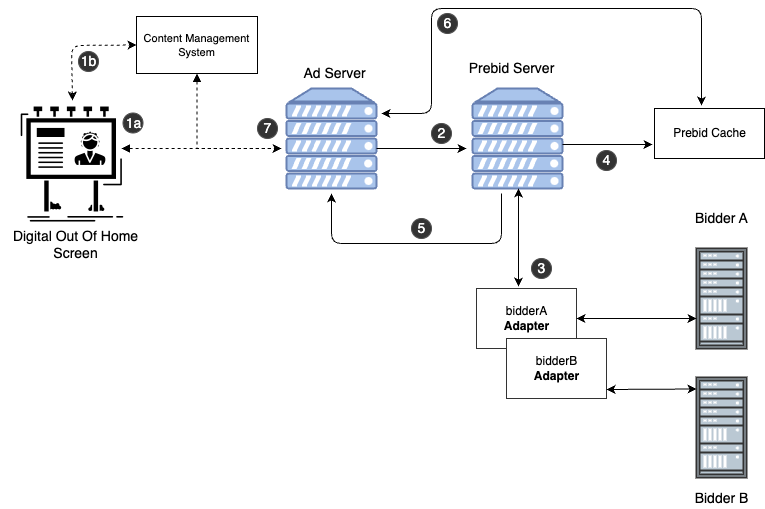 6
Content Management
System
1b
Ad Server
Prebid Server
1a
7
2
4
Prebid Cache
Digital Out Of Home
Screen
5
3
Bidder A
bidderA
Adapter
bidderB
Adapter
Bidder B